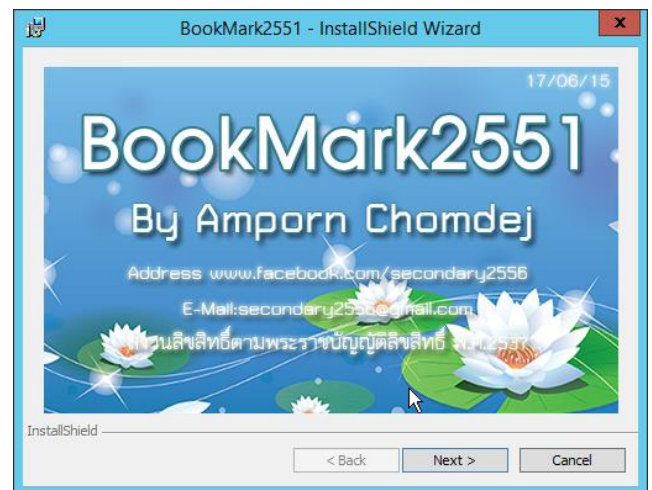 BookMark2551 - InstallShield Wizard
17/06/15
BookMark2551
By Amporn Chomdej
Address www.facebook.com/secondary2556
E-Mail:secondary2556@gmail.com
สงวนลิขสิทธิ์ตามพระราชบัญญัติลิขสิทธิ์ พ.ศ.2537
InstallShield
< Back
Next >
Cancel